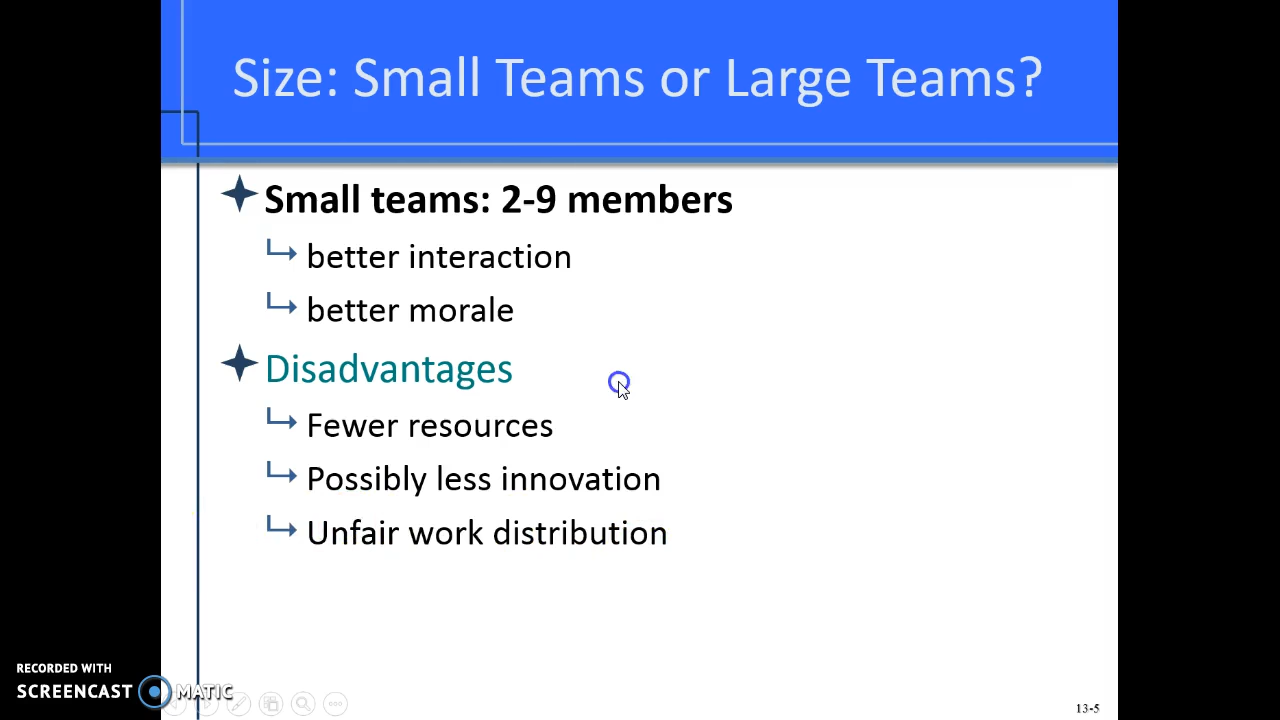 Size: Small Teams or Large Teams?
Small teams: 2-9 members
better interaction
better morale
Disadvantages
Fewer resources
Possibly less innovation
Unfair work distribution
RECORDED WITH
SCREENCAST MATIC
13-5